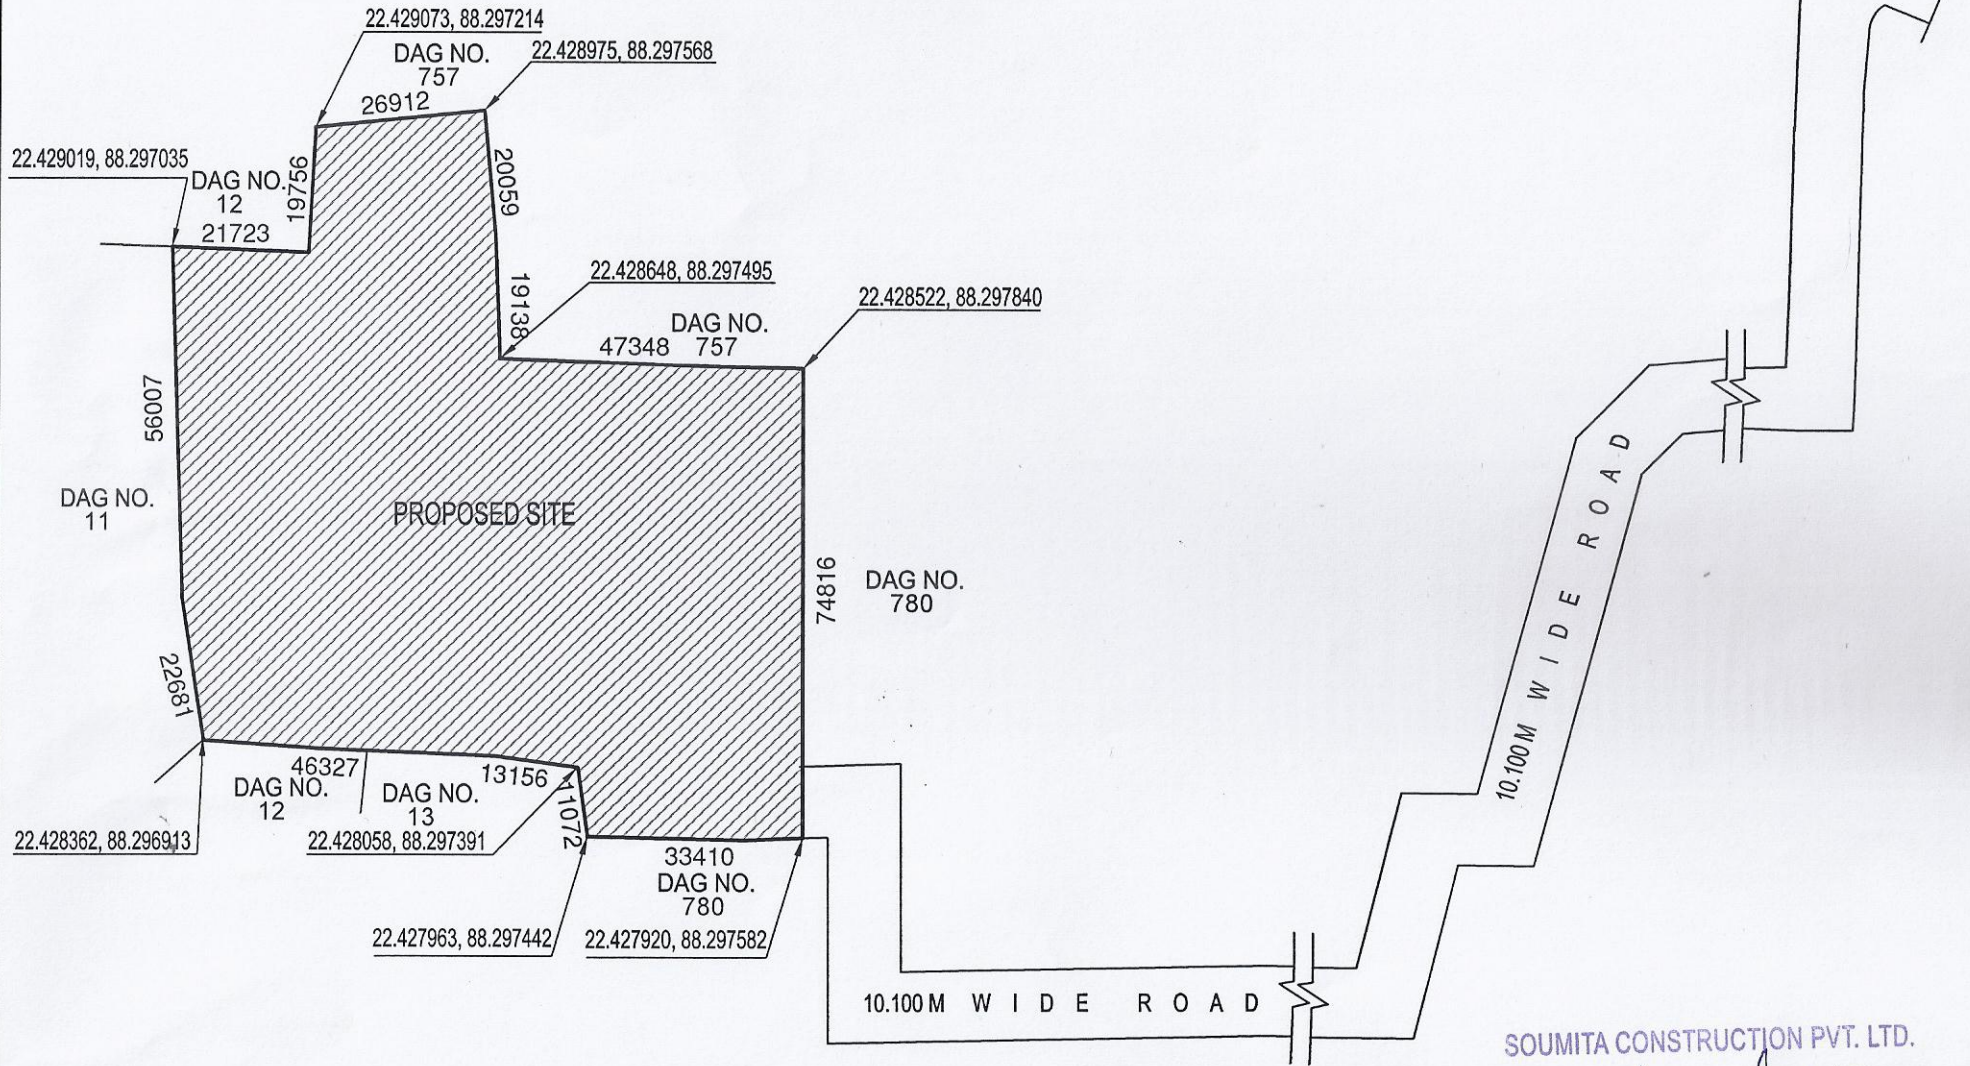 22.429073, 88.297214
DAG NO.
757
22.428975, 88.297568
26912
22.429019, 88.297035
DAG NO.
12
21723
19756
20059
19138
22.428648, 88.297495
22.428522, 88.297840
DAG NO.
47348 757
56007
DAG NO.
11
PROPOSED SITE
74816
DAG NO.
780
22681
46327
DAG NO.
12
13156
DAG NO.
13
11072
22.428362, 88.296913
22.428058, 88.297391
33410
DAG NO.
780
22.427963, 88.297442
22.427920, 88.297582
10.100 M WIDE ROAD
10.100 M WIDE ROAD
SOUMITA CONSTRUCTION PVT. LTD.